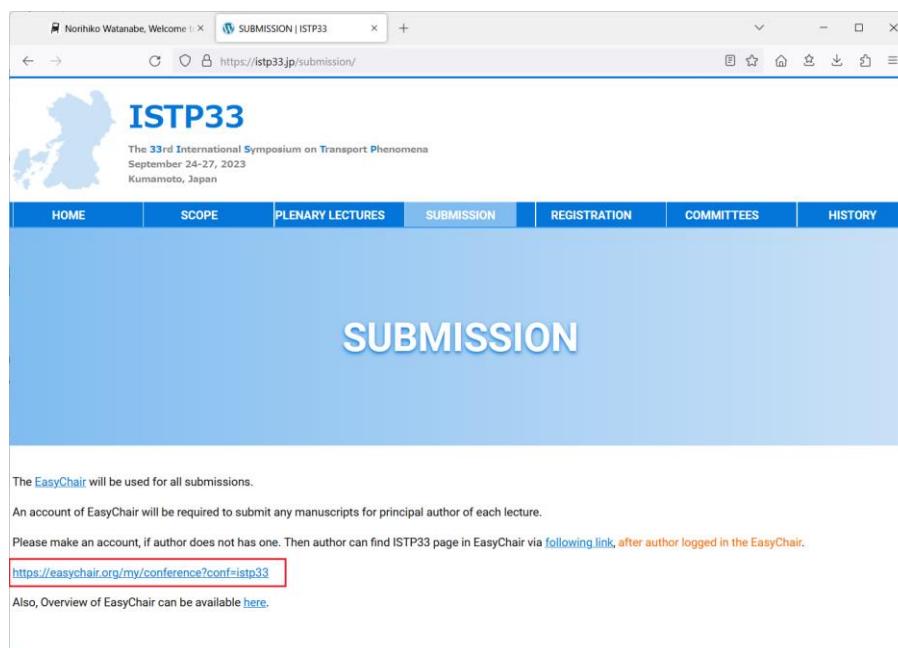 Norihiko Watanabe, Welcome t
SUBMISSION | ISTP33
https://istp33.jp/submission/
ISTP33
The 33rd International Symposium on Transport Phenomena
September 24-27, 2023
Kumamoto, Japan
HOME SCOPE PLENARY LECTURES SUBMISSION REGISTRATION COMMITTEES HISTORY
SUBMISSION
The EasyChair will be used for all submissions.
An account of EasyChair will be required to submit any manuscripts for principal author of each lecture.
Please make an account, if author does not has one. Then author can find ISTP33 page in EasyChair via following link, after author logged in the EasyChair.
https://easychair.org/my/conference?conf=istp33
Also, Overview of EasyChair can be available here.